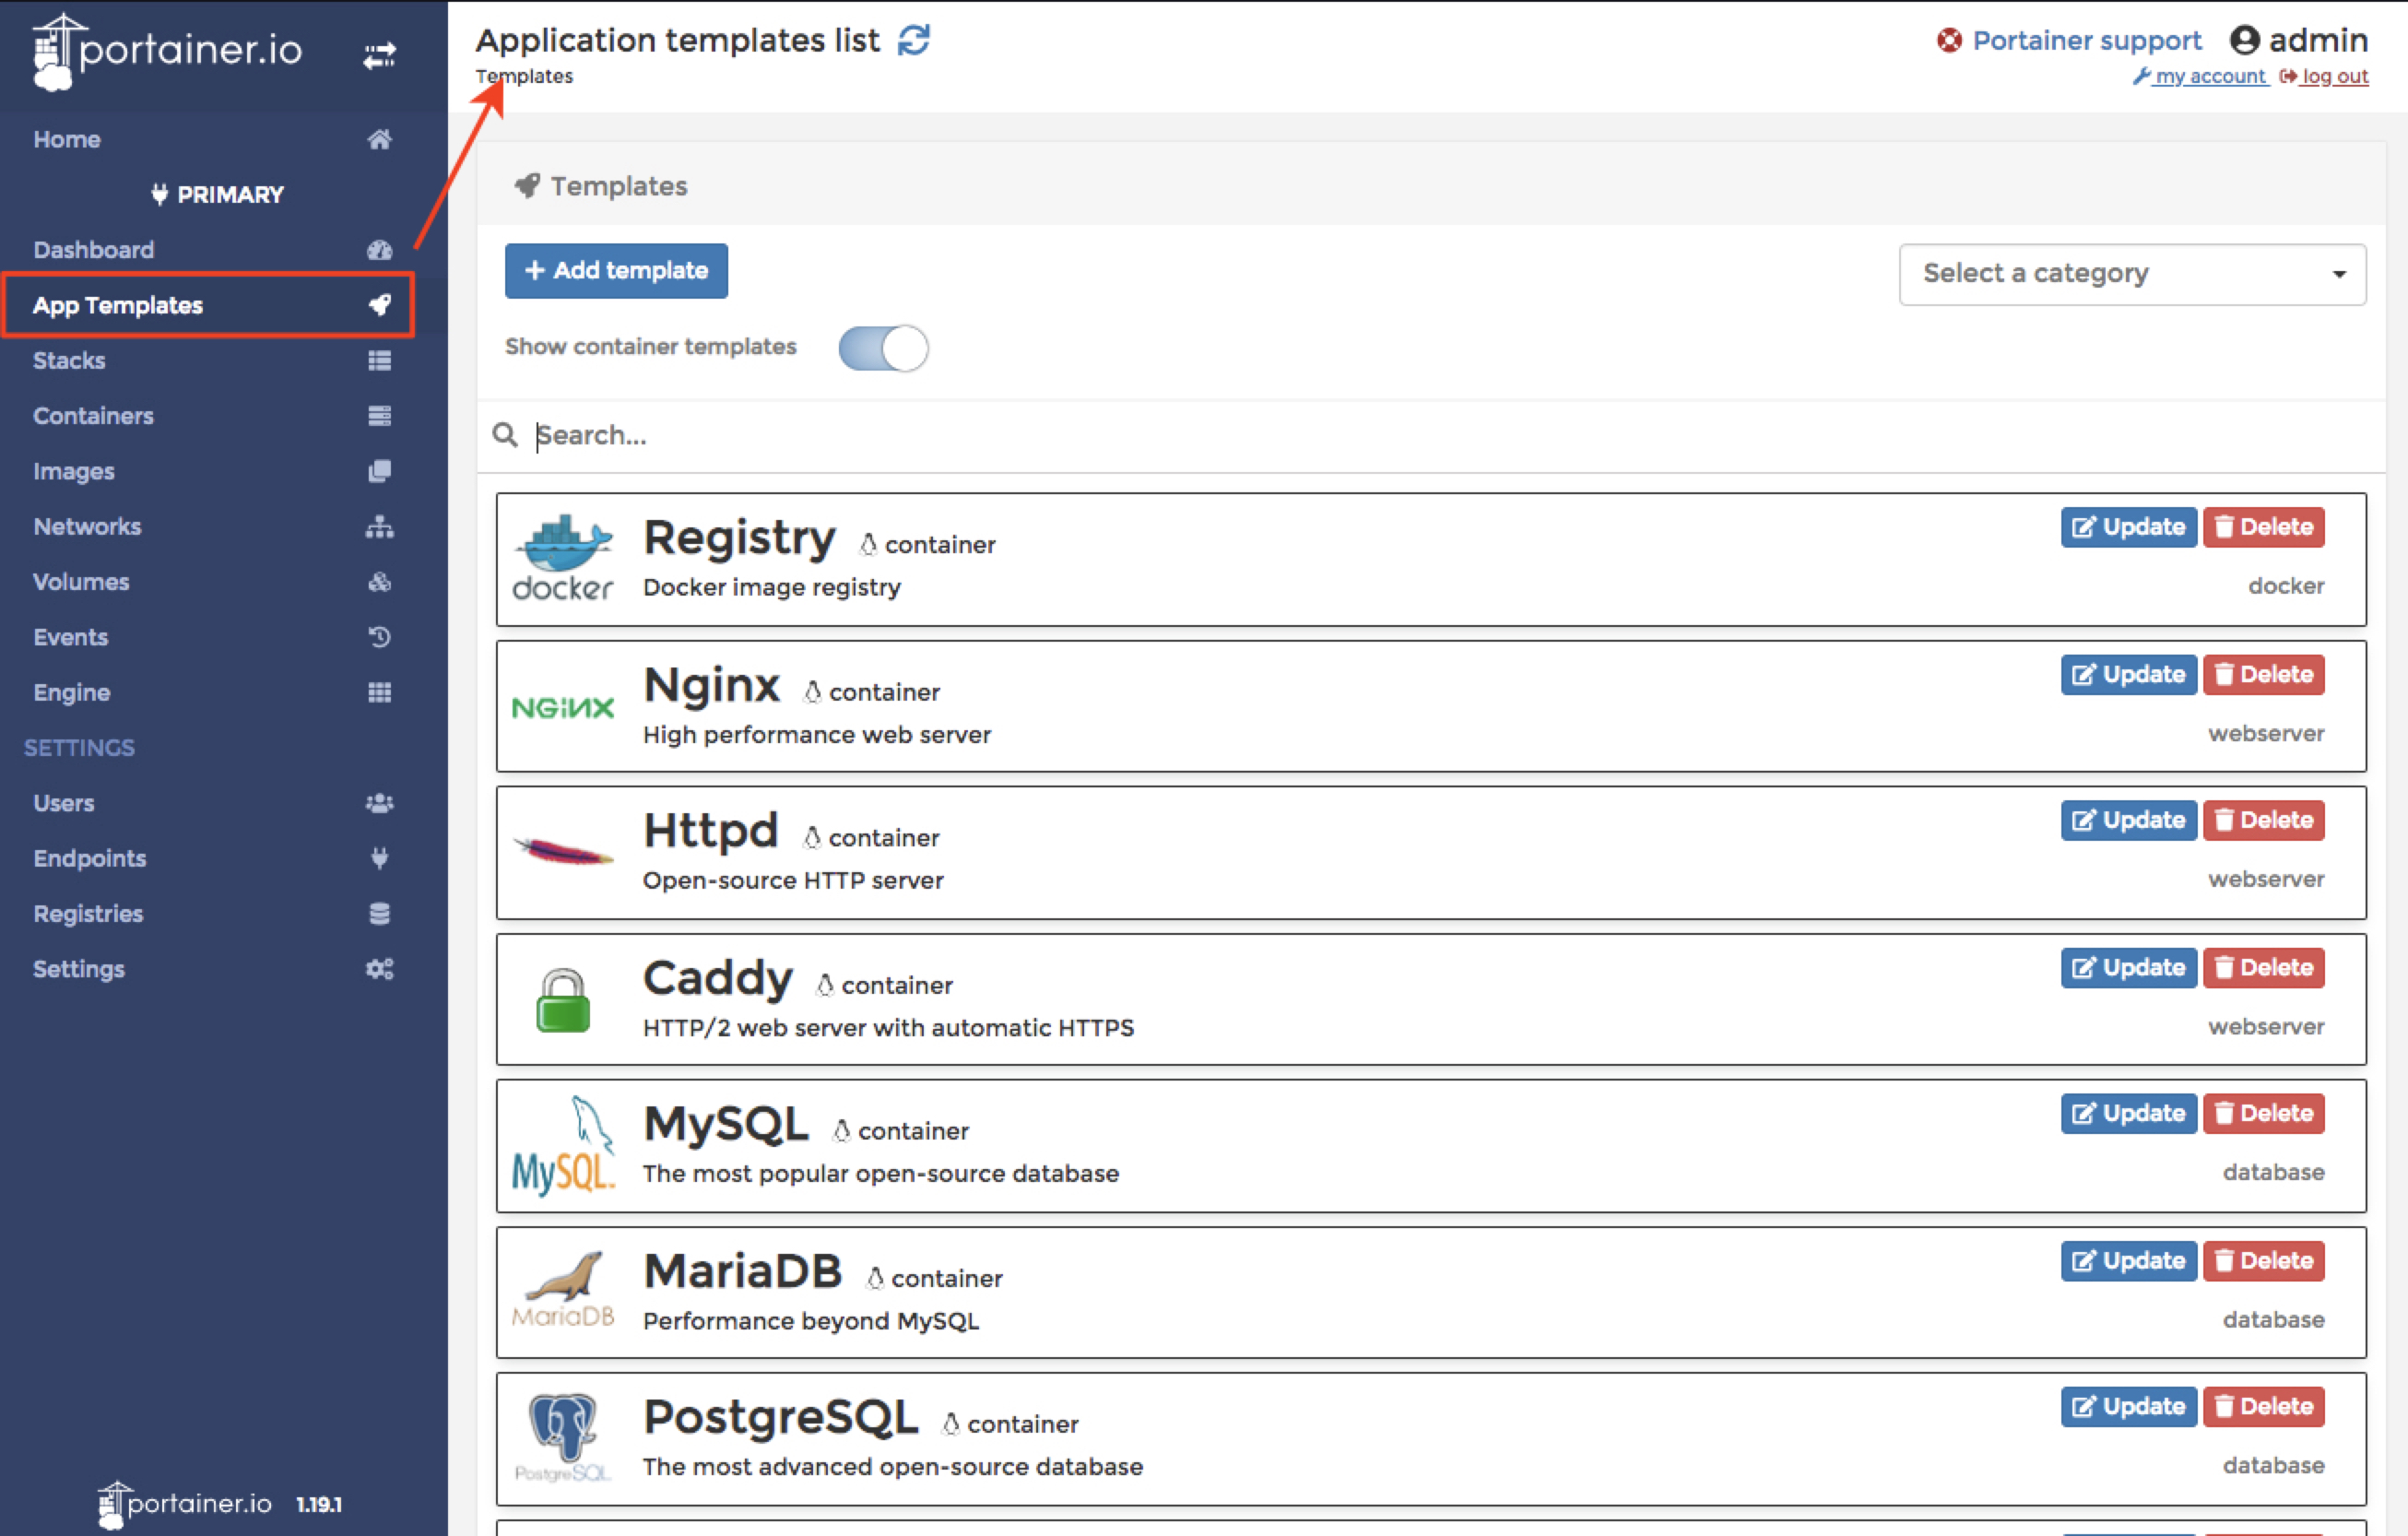 portainer.io
Home
PRIMARY
Dashboard
App Templates
Stacks
Containers
Images
Networks
Volumes
Events
Engine
SETTINGS
Users
Endpoints
Registries
Settings
portainer.io 1.19.1
Application templates list
Templates
Portainer support admin
my account log out
Templates
+ Add template
Select a category
Show container templates
Search...
docker
Registry container
Docker image registry
Update Delete
docker
NGINX
Nginx container
High performance web server
Update Delete
webserver
Httpd container
Open-source HTTP server
Update Delete
webserver
Caddy container
HTTP/2 web server with automatic HTTPS
Update Delete
webserver
MySQL
MySQL container
The most popular open-source database
Update Delete
database
MariaDB
MariaDB container
Performance beyond MySQL
Update Delete
database
PostgreSQL
PostgreSQL container
The most advanced open-source database
Update Delete
database